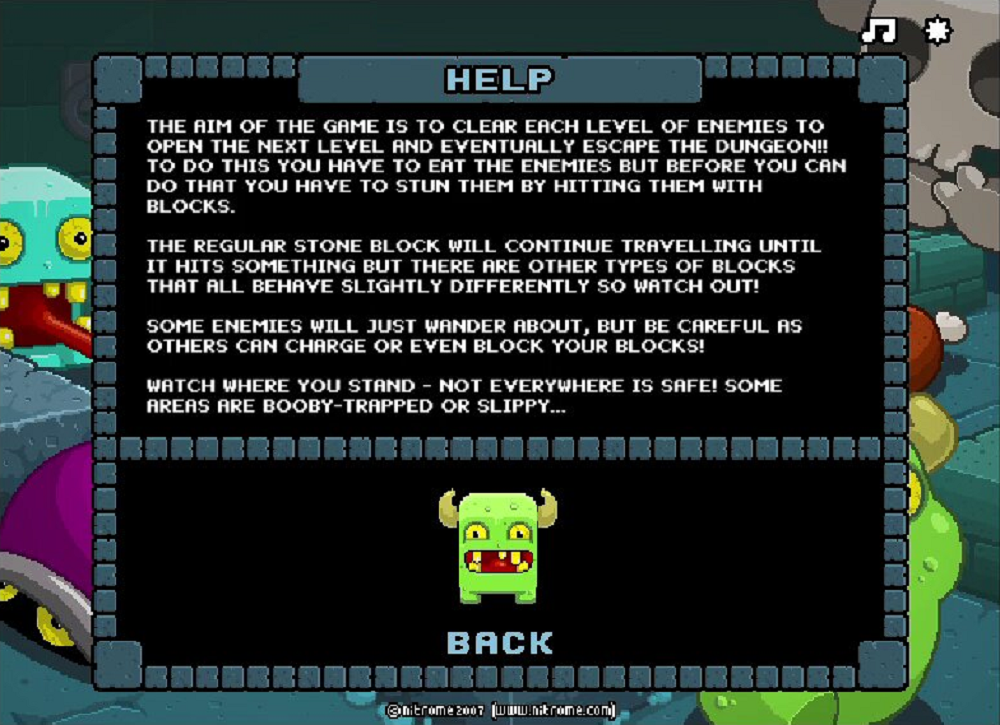 HELP
THE AIM OF THE GAME IS TO CLEAR EACH LEVEL OF ENEMIES TO
OPEN THE NEXT LEVEL AND EVENTUALLY ESCAPE THE DUNGEON!!
TO DO THIS YOU HAVE TO EAT THE ENEMIES BUT BEFORE YOU CAN
DO THAT YOU HAVE TO STUN THEM BY HITTING THEM WITH
BLOCKS.
THE REGULAR STONE BLOCK WILL CONTINUE TRAVELLING UNTIL
IT HITS SOMETHING BUT THERE ARE OTHER TYPES OF BLOCKS
THAT ALL BEHAVE SLIGHTLY DIFFERENTLY SO WATCH OUT!
SOME ENEMIES WILL JUST WANDER ABOUT, BUT BE CAREFUL AS
OTHERS CAN CHARGE OR EVEN BLOCK YOUR BLOCKS!
WATCH WHERE YOU STAND - NOT EVERYWHERE IS SAFE! SOME
AREAS ARE BOOBY-TRAPPED OR SLIPPY...
BACK
©nitrome2007 [www.nitrome.com]